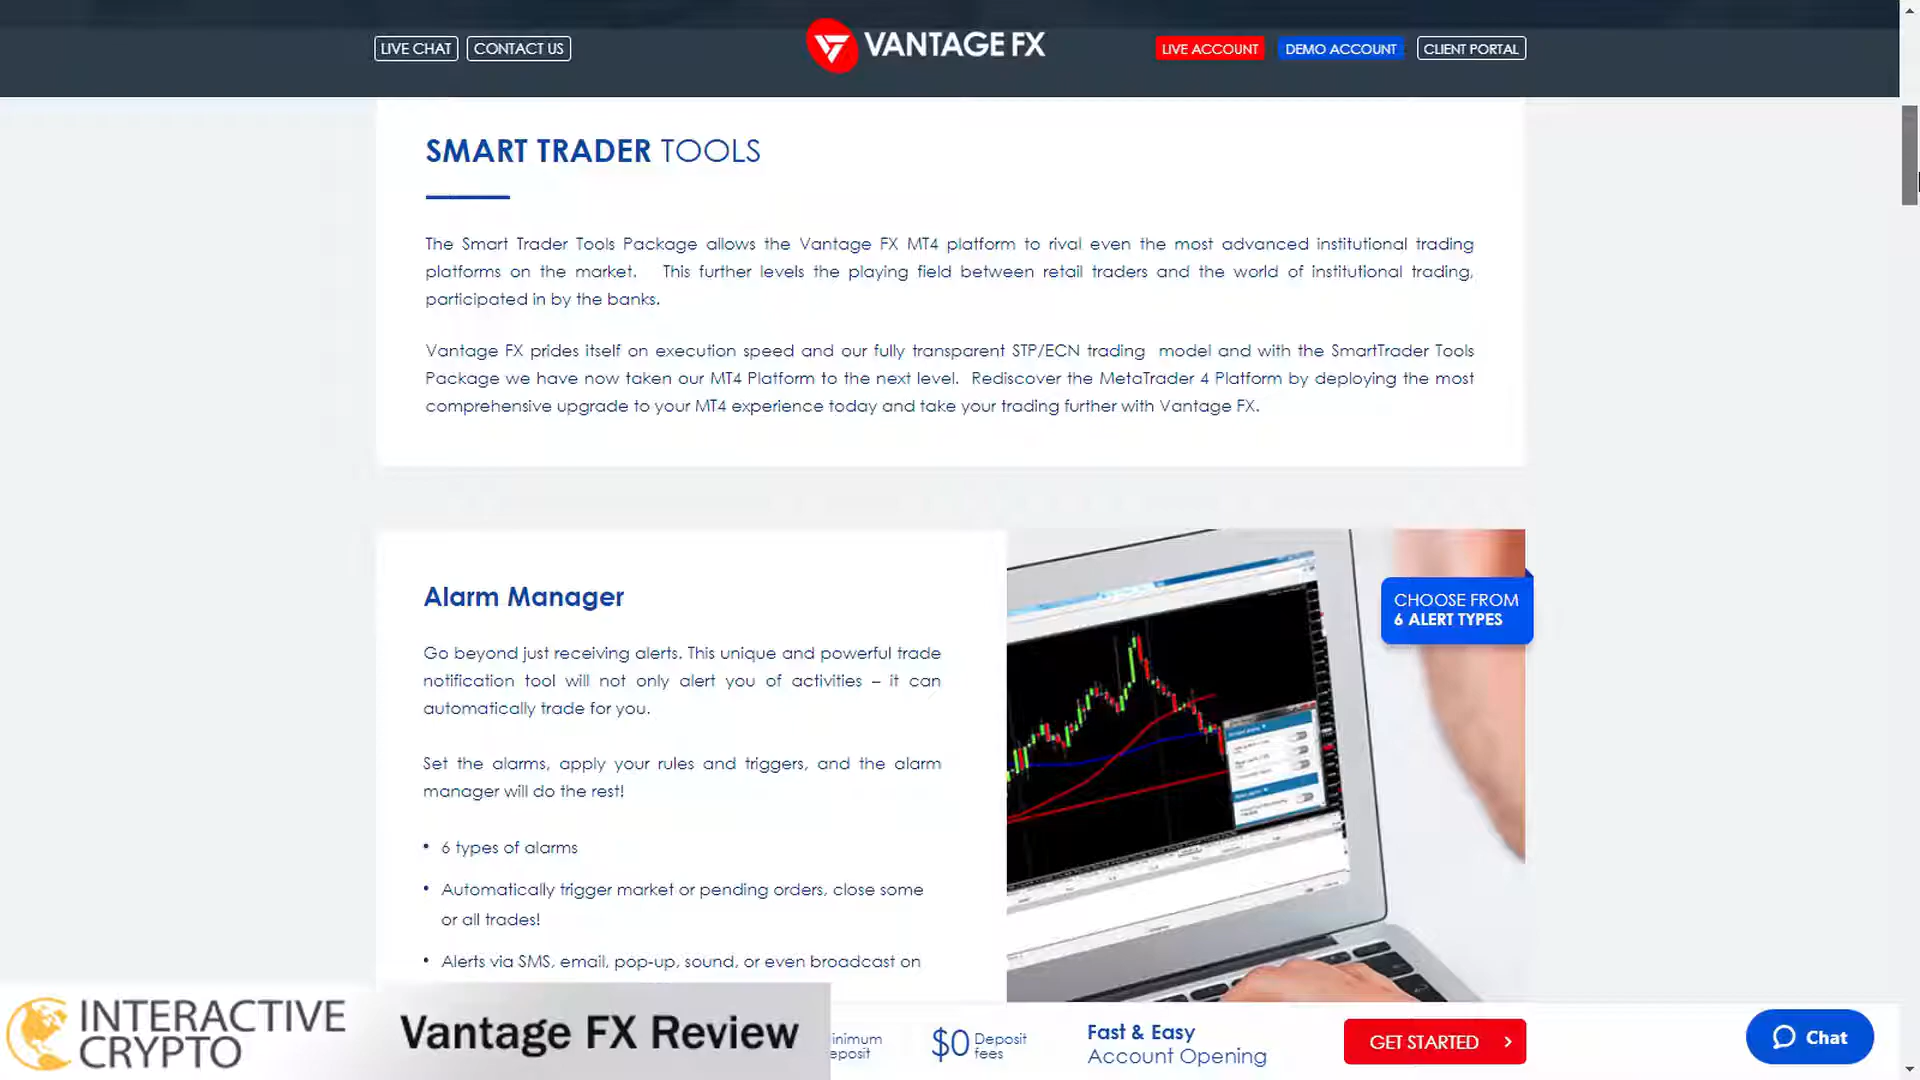 LIVE CHAT
CONTACT US
VANTAGE FX
LIVE ACCOUNT
DEMO ACCOUNT
CLIENT PORTAL
SMART TRADER TOOLS
The Smart Trader Tools Package allows the Vantage FX MT4 platform to rival even the most advanced institutional trading
platforms on the market. This further levels the playing field between retail traders and the world of institutional trading,
participated in by the banks.
Vantage FX prides itself on execution speed and our fully transparent STP/ECN trading model and with the SmartTrader Tools
Package we have now taken our MT4 Platform to the next level. Rediscover the MetaTrader 4 Platform by deploying the most
comprehensive upgrade to your MT4 experience today and take your trading further with Vantage FX.
Alarm Manager
Go beyond just receiving alerts. This unique and powerful trade
notification tool will not only alert you of activities – it can
automatically trade for you.
Set the alarms, apply your rules and triggers, and the alarm
manager will do the rest!
• 6 types of alarms
• Automatically trigger market or pending orders, close some
or all trades!
• Alerts via SMS, email, pop-up, sound, or even broadcast on
CHOOSE FROM
6 ALERT TYPES
INTERACTIVE
CRYPTO
Vantage FX Review
inimum
eposit
$0 Deposit
fees
Fast & Easy
Account Opening
GET STARTED
Chat